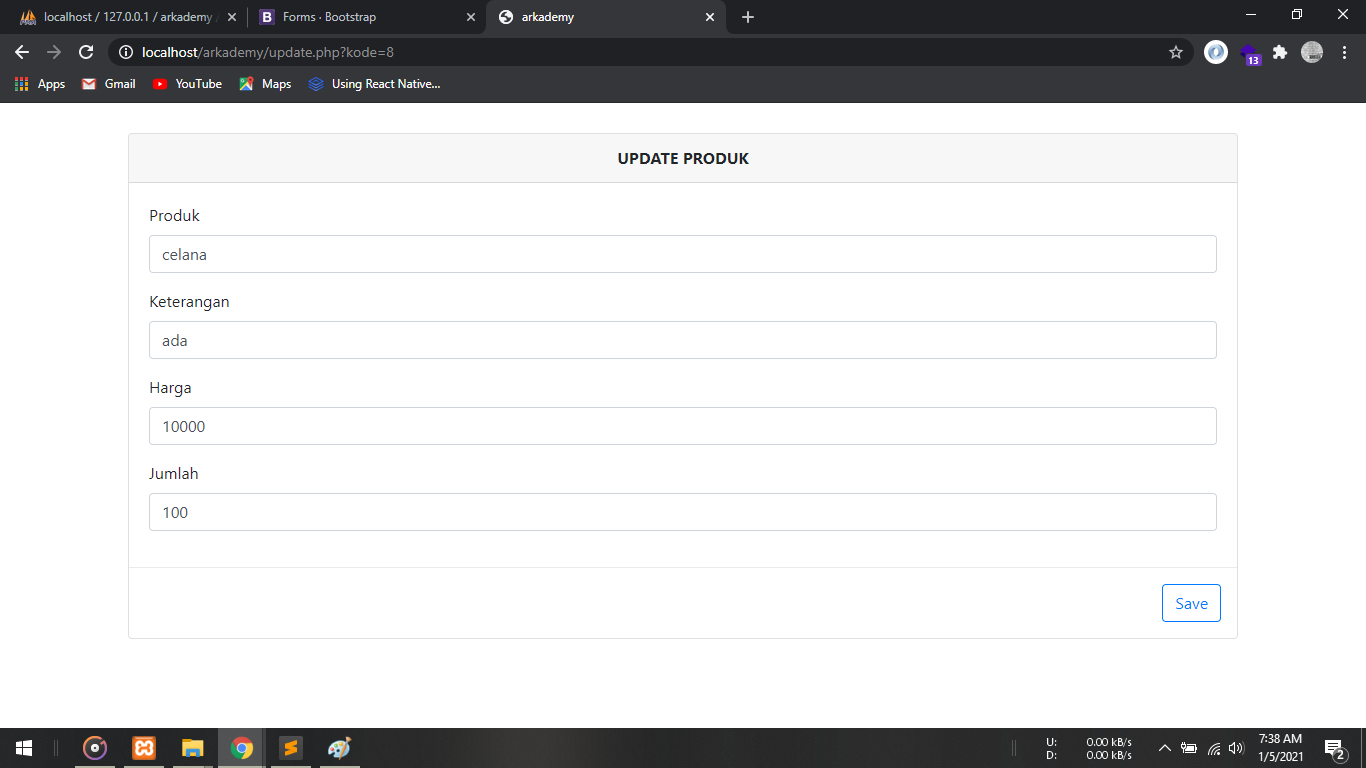 localhost / 127.0.0.1 / arkademy
Forms · Bootstrap
arkademy
localhost/arkademy/update.php?kode=8
13
Apps
Gmail
YouTube
Maps
Using React Native...
UPDATE PRODUK
Produk
celana
Keterangan
ada
Harga
10000
Jumlah
100
Save
U: 0.00 kB/s
D: 0.00 kB/s
7:38 AM
1/5/2021
2